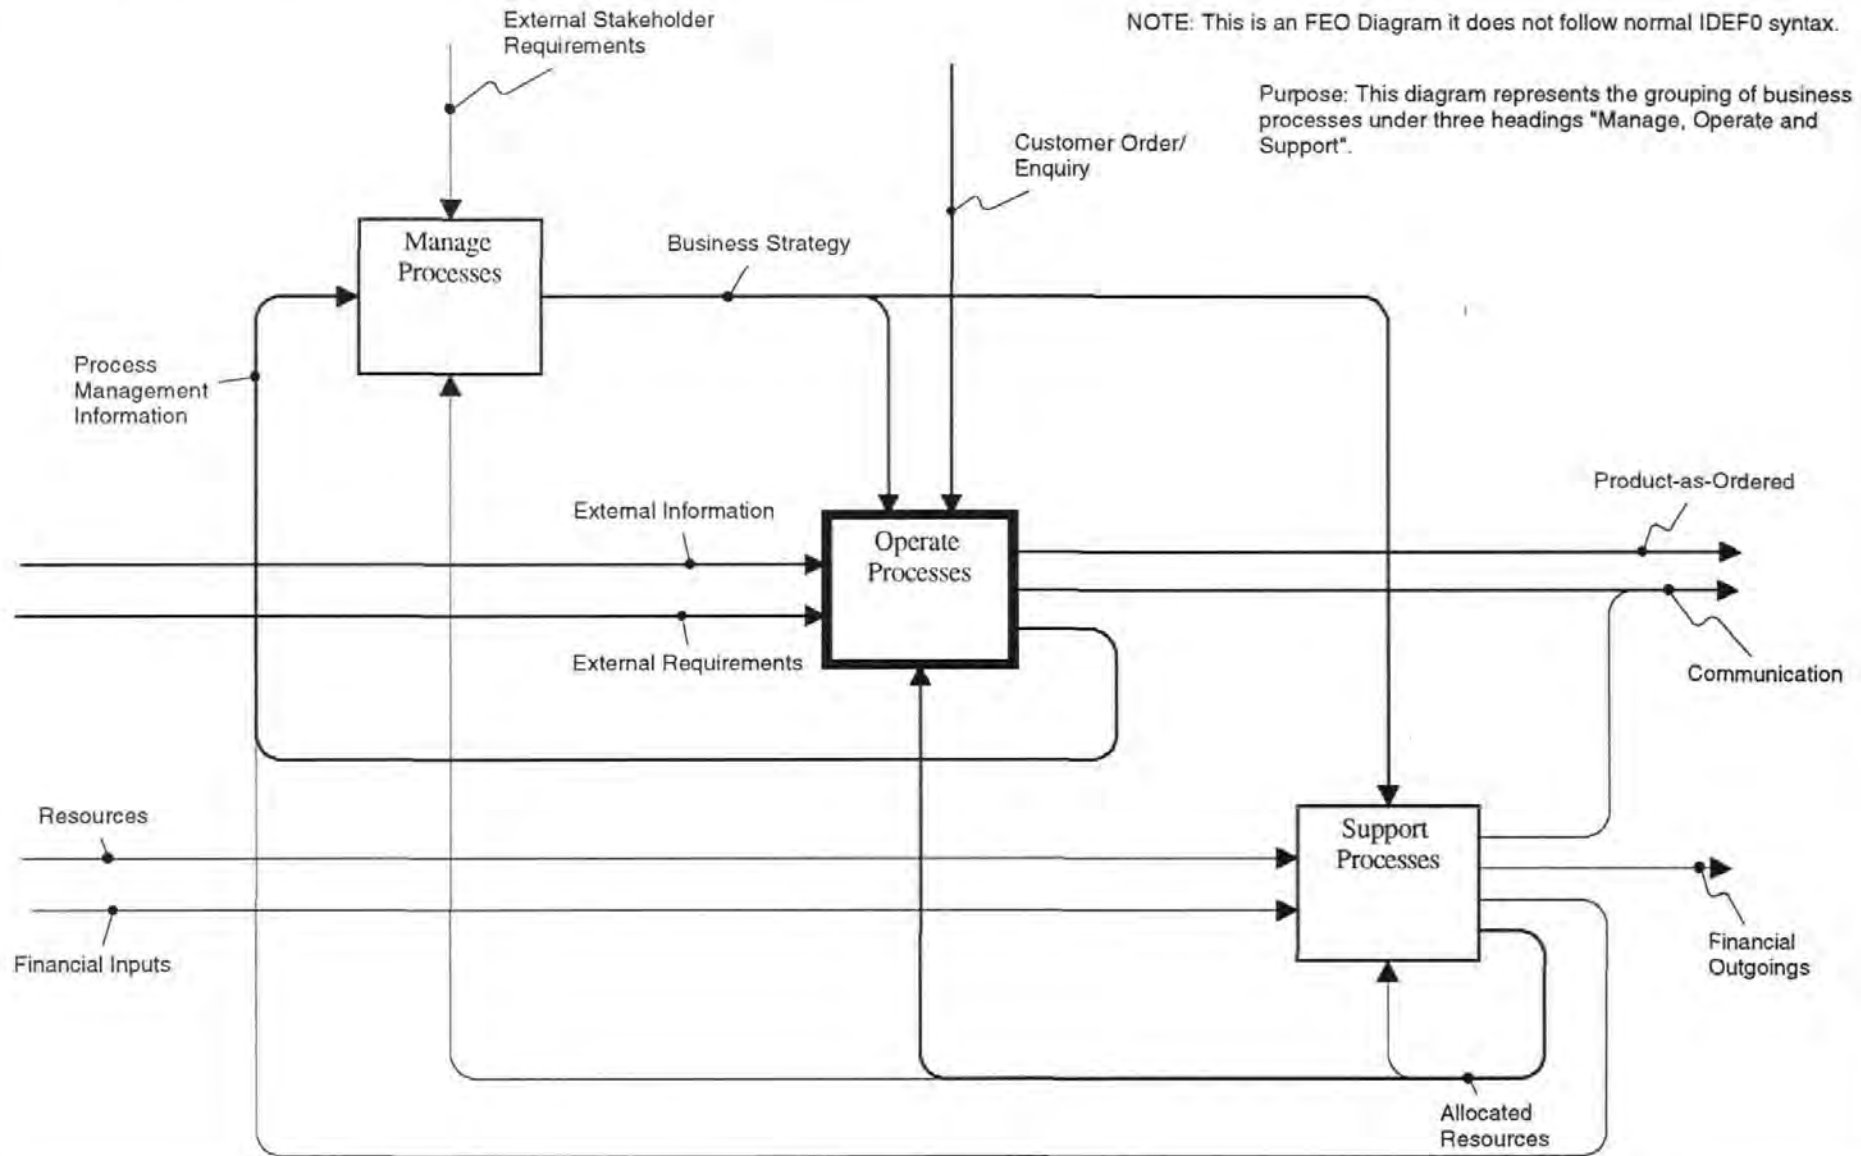 External Stakeholder
Requirements
NOTE: This is an FEO Diagram it does not follow normal IDEF0 syntax.
Purpose: This diagram represents the grouping of business
processes under three headings "Manage, Operate and
Support".
Customer Order/
Enquiry
Manage
Processes
Business Strategy
Process
Management
Information
External Information
Operate
Processes
Product-as-Ordered
External Requirements
Communication
Resources
Support
Processes
Financial Inputs
Financial
Outgoings
Allocated
Resources